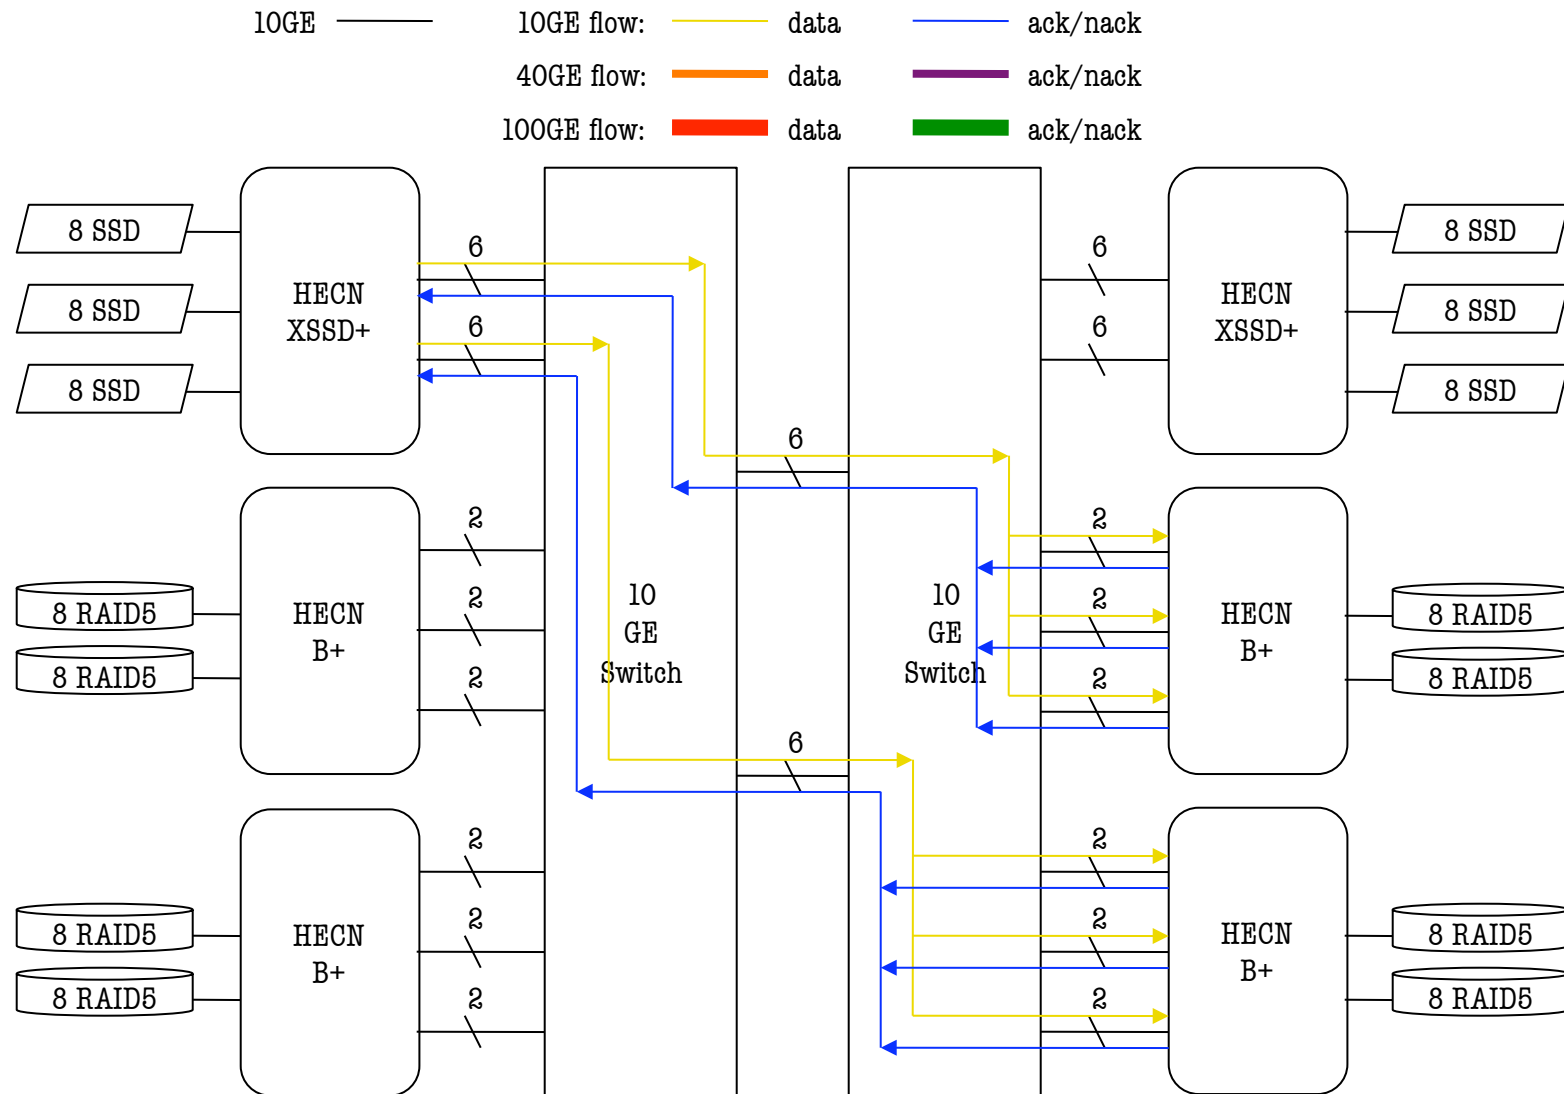 10GE 10GE flow: data ack/nack
40GE flow: data ack/nack
100GE flow: data ack/nack
8 SSD
8 SSD
8 SSD
HECN
XSSD+
6
6
6
6
HECN
XSSD+
8 SSD
8 SSD
8 SSD
6
8 RAID5
8 RAID5
HECN
B+
2
2
2
10
GE
Switch
10
GE
Switch
2
2
2
HECN
B+
8 RAID5
8 RAID5
6
8 RAID5
8 RAID5
HECN
B+
2
2
2
2
2
2
HECN
B+
8 RAID5
8 RAID5